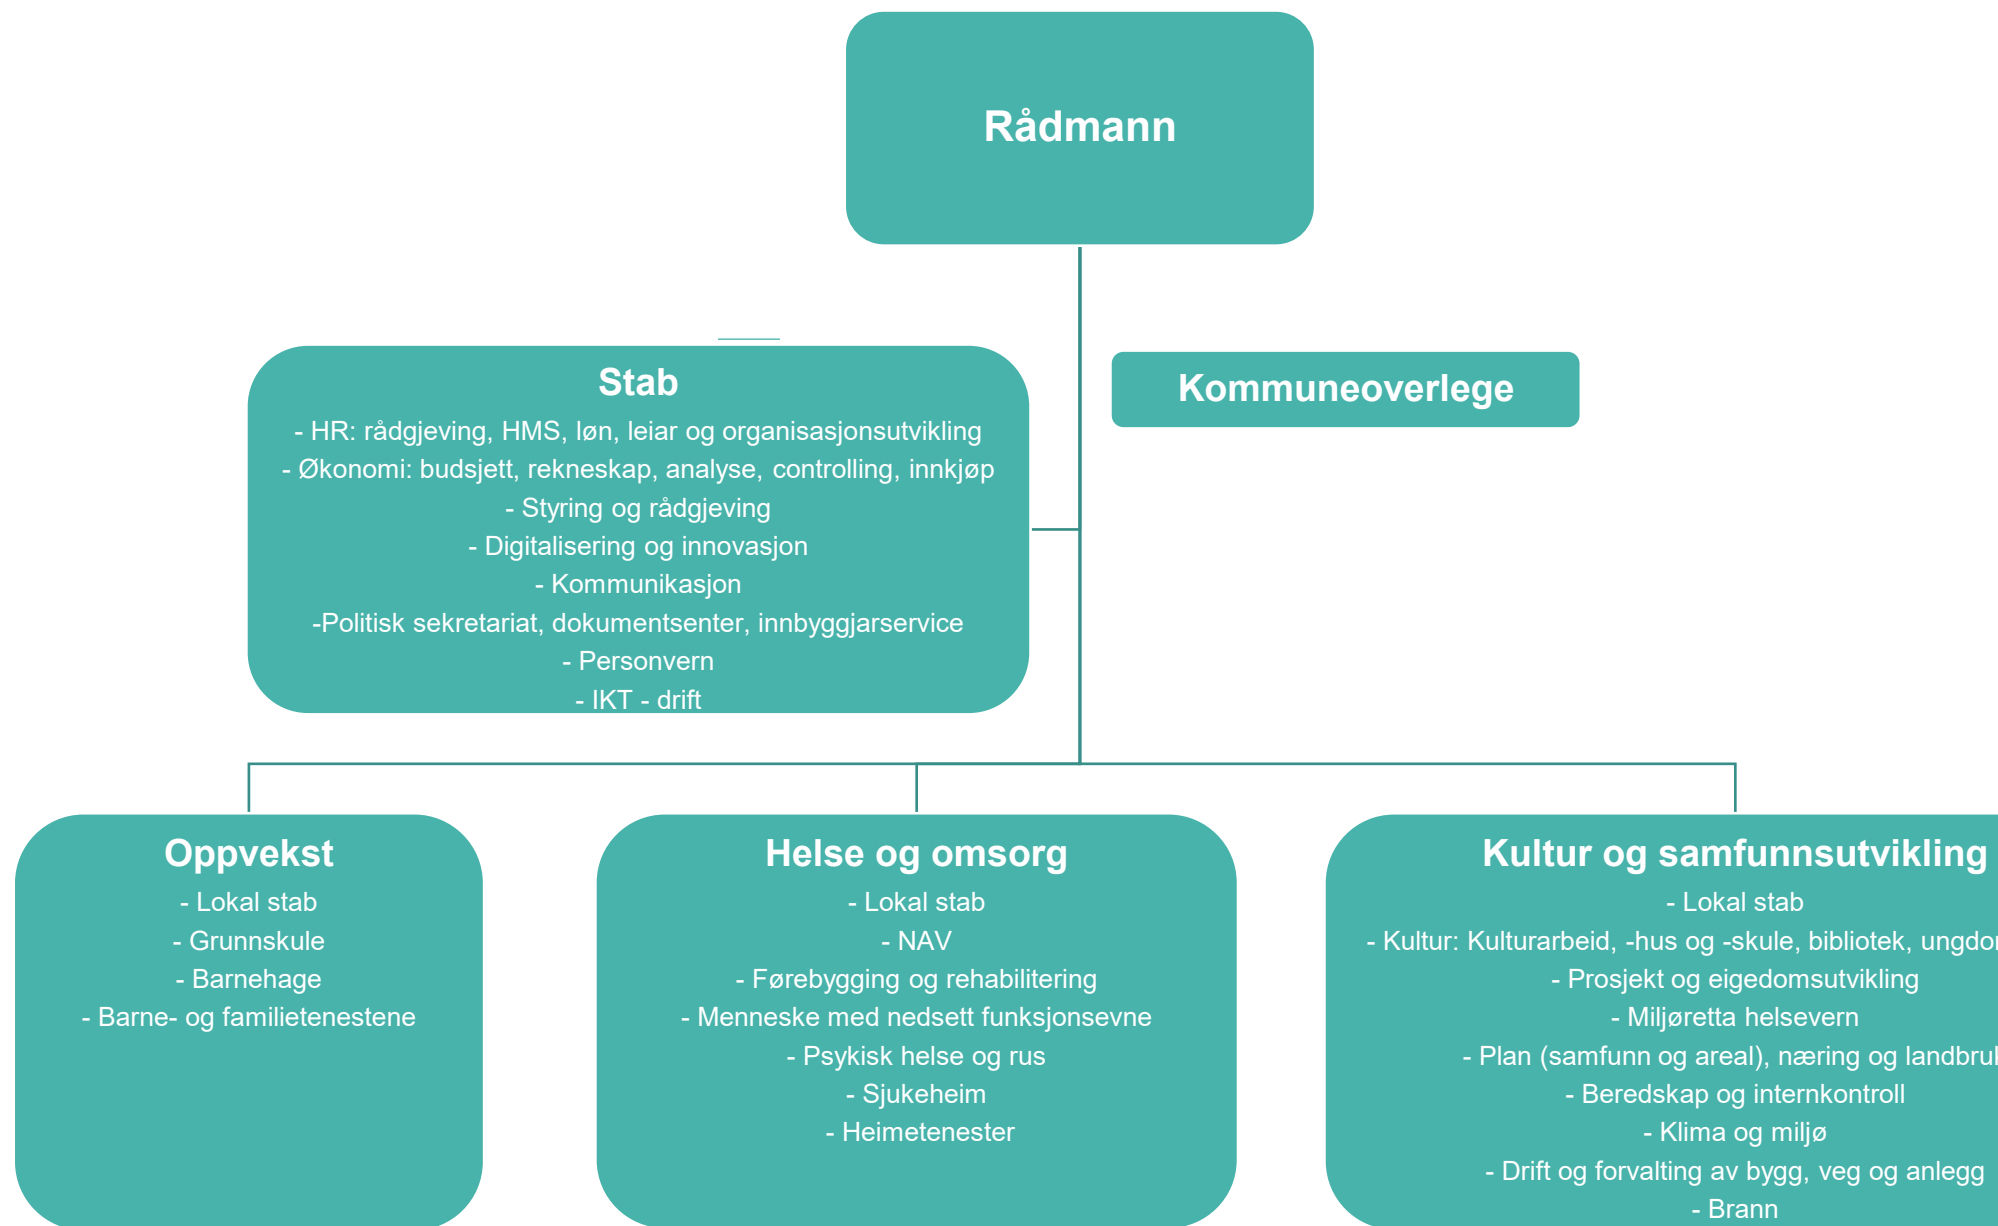 Rådmann
Stab
- HR: rådgjeving, HMS, løn, leiar og organisasjonsutvikling
- Økonomi: budsjett, rekneskap, analyse, controlling, innkjøp
- Styring og rådgjeving
- Digitalisering og innovasjon
- Kommunikasjon
-Politisk sekretariat, dokumentsenter, innbyggjarservice
- Personvern
- IKT - drift
Kommuneoverlege
Oppvekst
- Lokal stab
- Grunnskule
- Barnehage
- Barne- og familietenestene
Helse og omsorg
- Lokal stab
- NAV
- Førebygging og rehabilitering
- Menneske med nedsett funksjonsevne
- Psykisk helse og rus
- Sjukeheim
- Heimetenester
Kultur og samfunnsutvikling
- Lokal stab
- Kultur: Kulturarbeid, -hus og -skule, bibliotek,
- Prosjekt og eigedomsutvikling
- Miljøretta helsevern
- Plan (samfunn og areal), næring og landbruk
- Beredskap og internkontroll
- Klima og miljø
- Drift og forvalting av bygg, veg og anlegg
- Brann